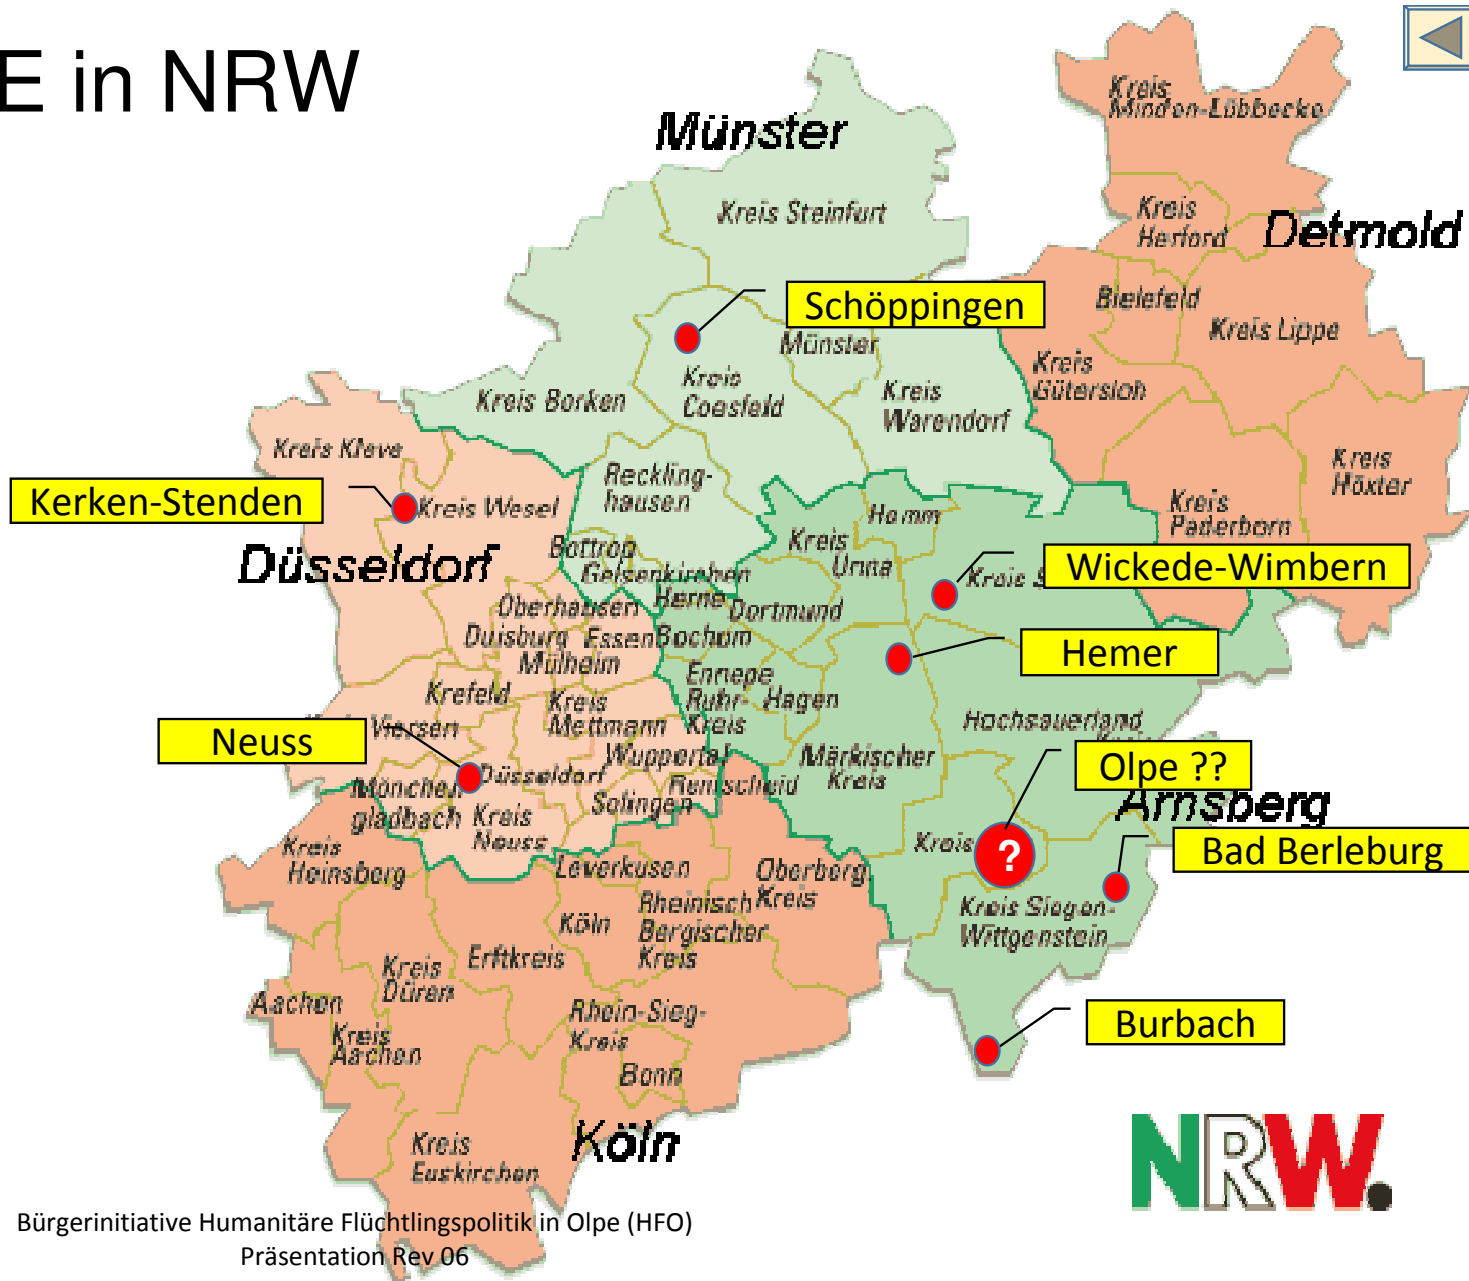 E in NRW
Münster
Kreis
Minden-Lübbecke
Kreis Steinfurt
Kreis
Herford
Detmold
Schöppingen
Bielefeld
Kreis Lippe
Münster
Kreis
Gütersloh
Kreis
Coesfeld
Kreis Borken
Kreis
Warendorf
Kreis Kleve
Kreis
Höxter
Reckling-
hausen
Kerken-Stenden
Kreis Wesel
Kreis
Paderborn
Hamm
Kreis
Unna
Düsseldorf
Bottrop
Gelsenkirchen
Wickede-Wimbern
Kreis S
Oberhausen
Herne
Dortmund
Duisburg
Essen
Bochum
Mülheim
Hemer
Krefeld
Ennepe
Ruhr-
Kreis
Hagen
Kreis
Mettmann
Hochsauerland
Viersen
Neuss
Wuppertal
Märkischer
Kreis
Olpe ??
Düsseldorf
Remscheid
Mönchen
gladbach
Solingen
Arnsberg
Kreis
Neuss
Kreis
Heinsberg
Kreis
?
Bad Berleburg
Leverkusen
Oberberg.
Kreis
Rheinisch
Bergischer
Kreis
Köln
Kreis Siegen-
Wittgenstein
Erftkreis
Kreis
Düren
Aachen
Kreis
Aachen
Rhein-Sieg-
Kreis
Burbach
Bonn
Köln
Kreis
Euskirchen
NRW.
Bürgerinitiative Humanitäre Flüchtlingspolitik in Olpe (HFO)
Präsentation Rev 06